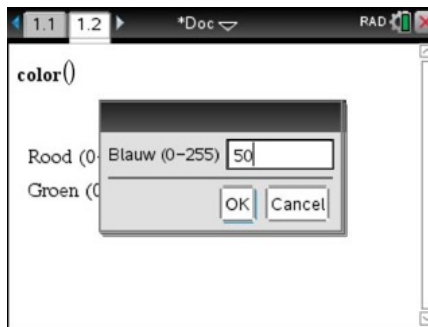 1.1 1.2 *Doc RAD
color()
Blauw (0-255) 50
Rood (0-
Groen (0
OK Cancel